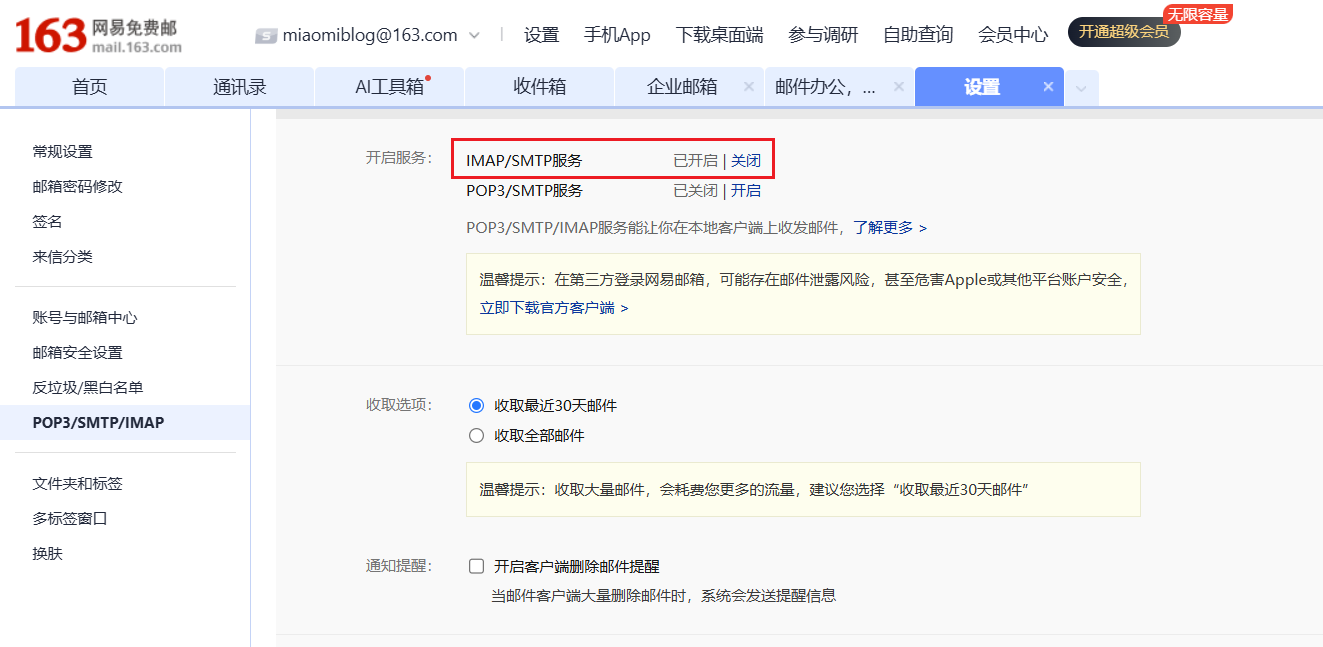 163 网易免费邮 mail.163.com miaomiblog@163.com | 设置 手机App 下载桌面端 参与调研 自助查询 会员中心 开通超级会员 无限容量
首页 通讯录 AI工具箱 收件箱 企业邮箱 × 邮件办公，... × 设置 ×
常规设置
邮箱密码修改
签名
来信分类
账号与邮箱中心
邮箱安全设置
反垃圾/黑白名单
POP3/SMTP/IMAP
文件夹和标签
多标签窗口
换肤
开启服务： IMAP/SMTP服务 已开启 | 关闭
POP3/SMTP服务 已关闭 | 开启
POP3/SMTP/IMAP服务能让你在本地客户端上收发邮件，了解更多 >
温馨提示：在第三方登录网易邮箱，可能存在邮件泄露风险，甚至危害Apple或其他平台账户安全，
立即下载官方客户端 >
收取选项： 收取最近30天邮件
收取全部邮件
温馨提示：收取大量邮件，会耗费您更多的流量，建议您选择“收取最近30天邮件”
通知提醒： 开启客户端删除邮件提醒
当邮件客户端大量删除邮件时，系统会发送提醒信息